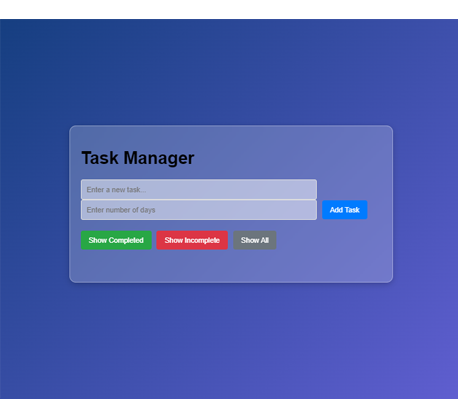 Task Manager
Enter a new task...
Enter number of days
Add Task
Show Completed Show Incomplete Show All